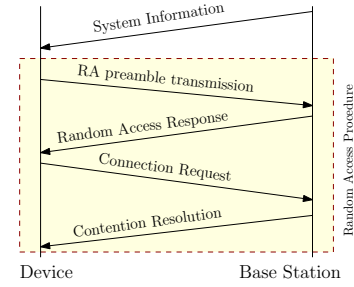 System Information
RA preamble transmission
Random Access Response
Connection Request
Contention Resolution
Random Access Procedure
Device
Base Station